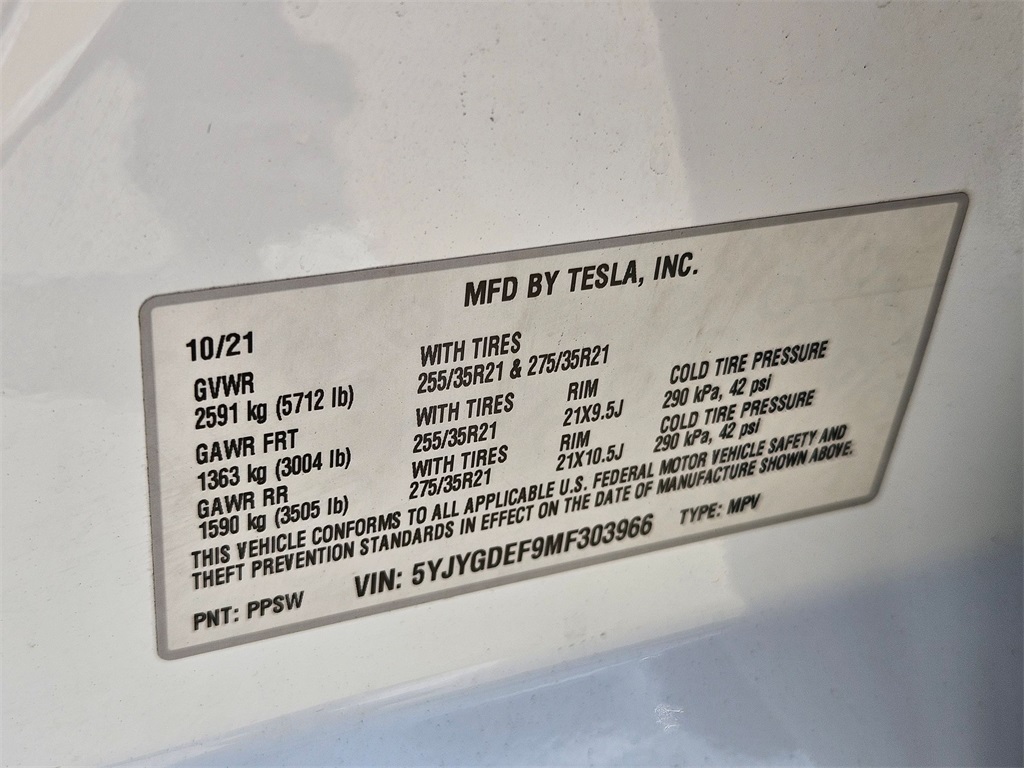 MFD BY TESLA, INC.
10/21
GVWR
2591 kg (5712 lb)
WITH TIRES
255/35R21 & 275/35R21
GAWR FRT
1363 kg (3004 lb)
WITH TIRES
255/35R21
RIM
21X9.5J
COLD TIRE PRESSURE
290 kPa, 42 psi
GAWR RR
1590 kg (3505 lb)
WITH TIRES
275/35R21
RIM
21X10.5J
COLD TIRE PRESSURE
290 kPa, 42 psi
THIS VEHICLE CONFORMS TO ALL APPLICABLE U.S. FEDERAL MOTOR VEHICLE SAFETY AND
THEFT PREVENTION STANDARDS IN EFFECT ON THE DATE OF MANUFACTURE SHOWN ABOVE.
PNT: PPSW VIN: 5YJYGDEF9MF303966 TYPE: MPV